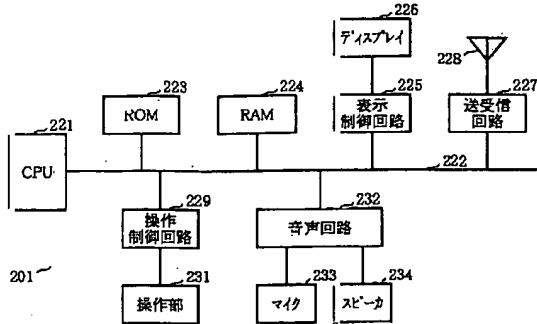 226
ディスプレイ
228
223
224
225
227
ROM
RAM
表示
制御回路
送受信
回路
221
CPU
222
229
232
操作
制御回路
音声回路
201
231
233
234
操作部
マイク
スピーカ